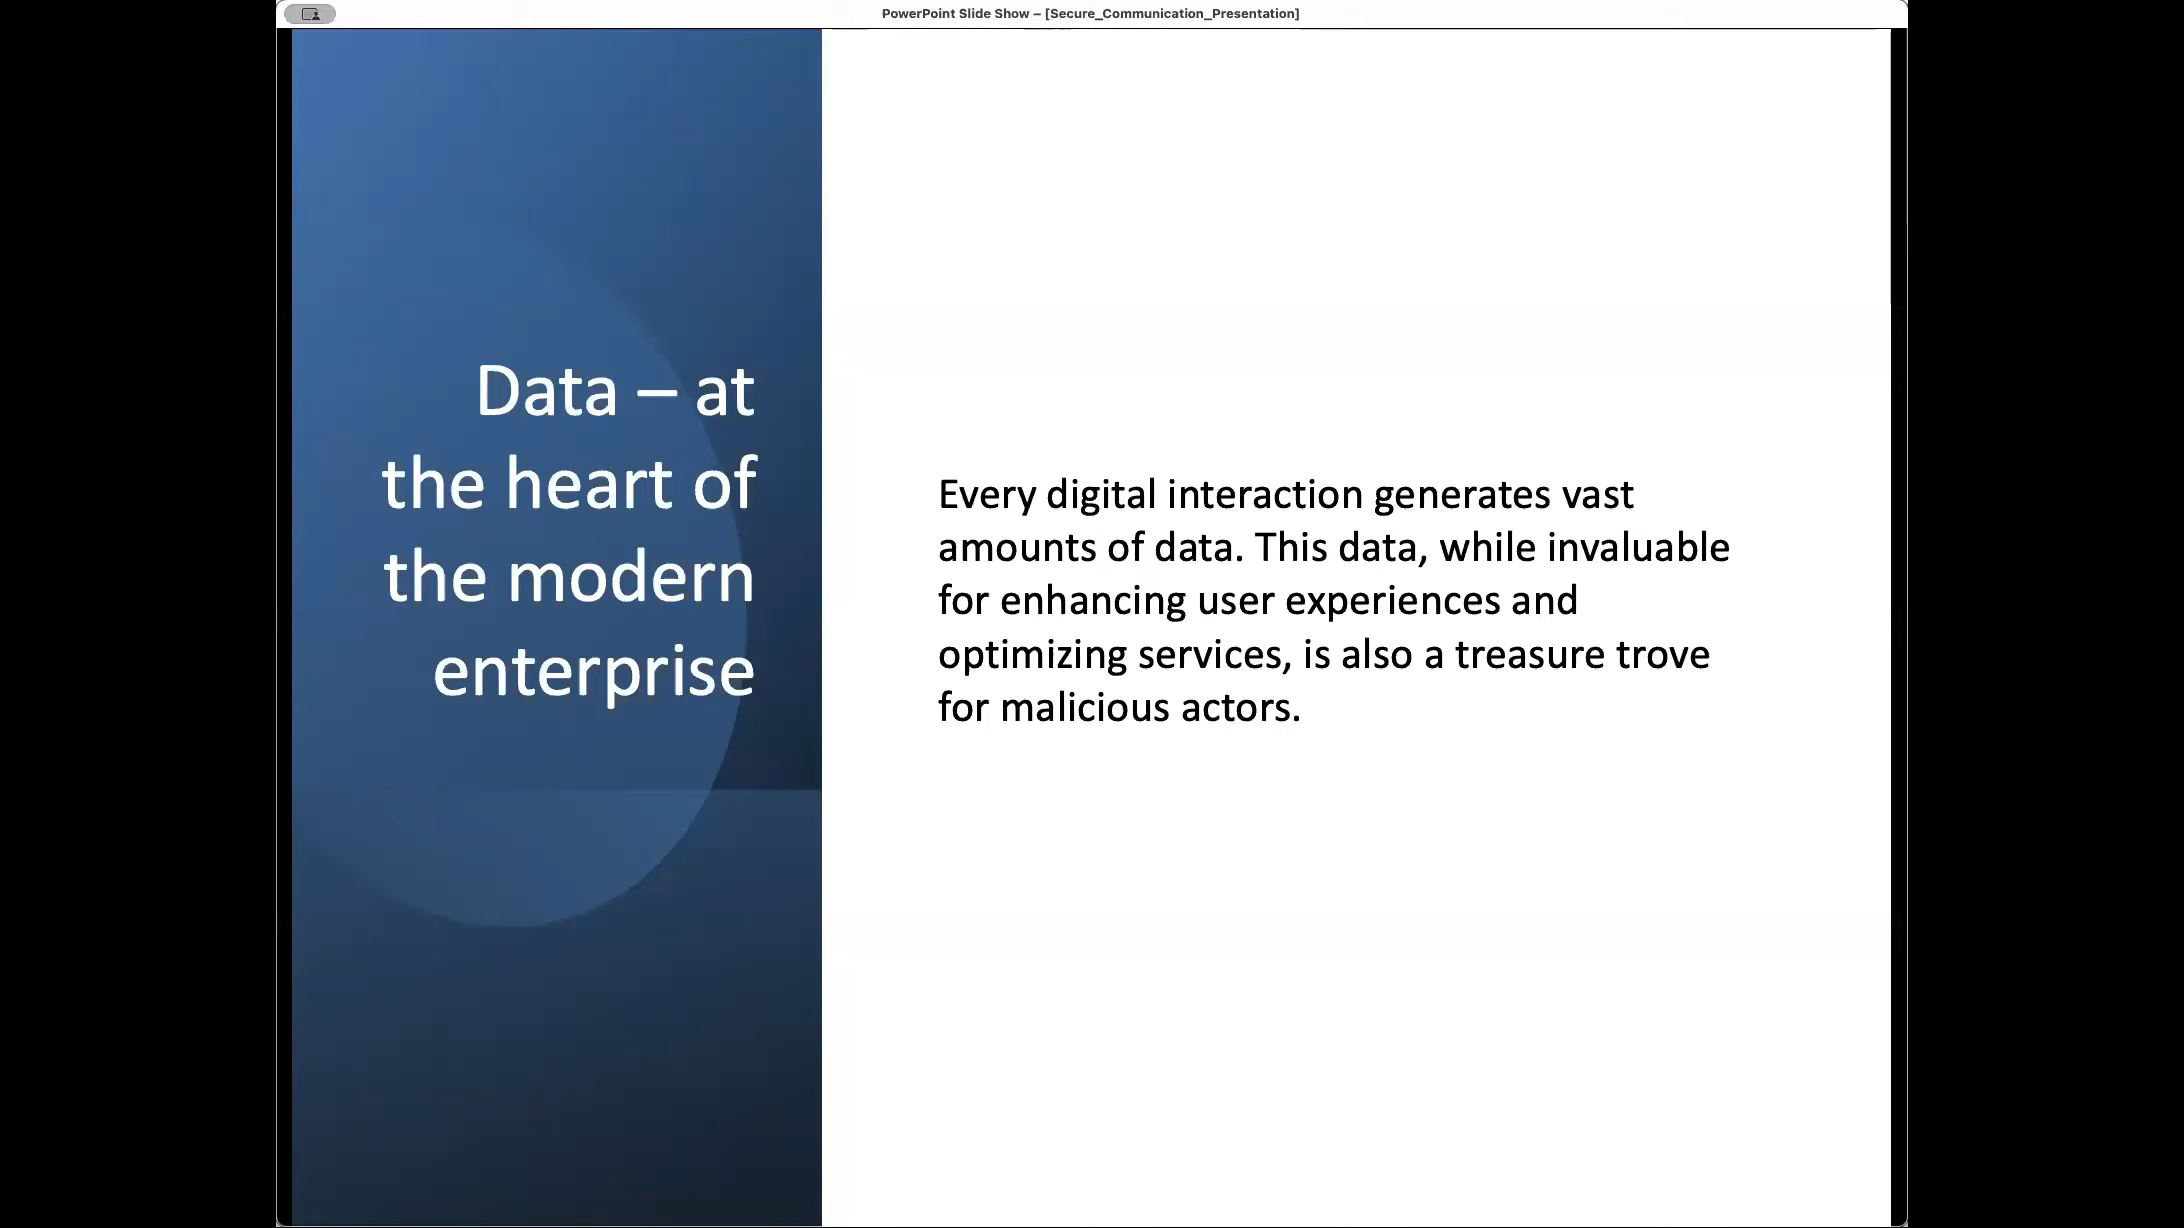 PowerPoint Slide Show – [Secure_Communication_Presentation]
Data – at
the heart of
the modern
enterprise
Every digital interaction generates vast
amounts of data. This data, while invaluable
for enhancing user experiences and
optimizing services, is also a treasure trove
for malicious actors.